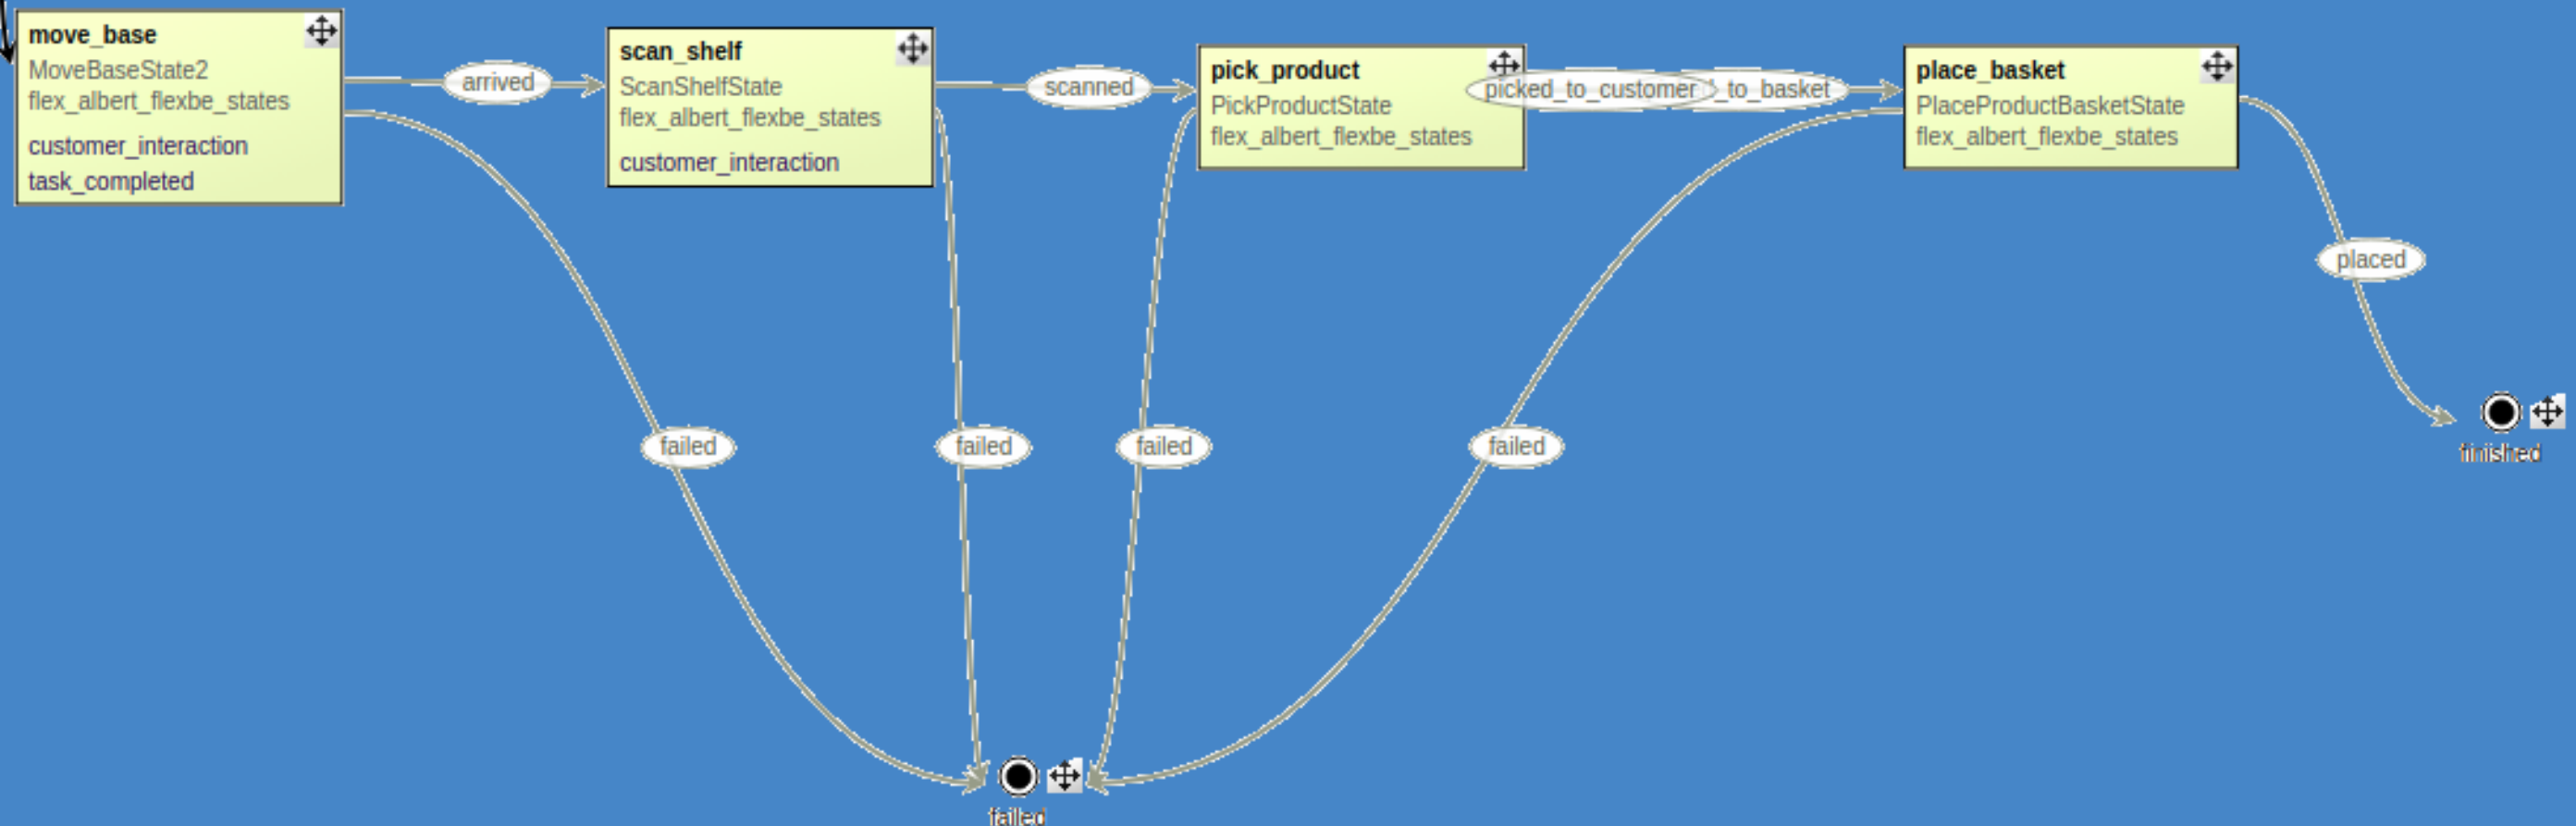 move_base
MoveBaseState2
flex_albert_flexbe_states
customer_interaction
task_completed
arrived
scan_shelf
ScanShelfState
flex_albert_flexbe_states
customer_interaction
scanned
pick_product
PickProductState
flex_albert_flexbe_states
picked_to_customer
_to_basket
place_basket
PlaceProductBasketState
flex_albert_flexbe_states
placed
failed
failed
failed
failed
finished
failed